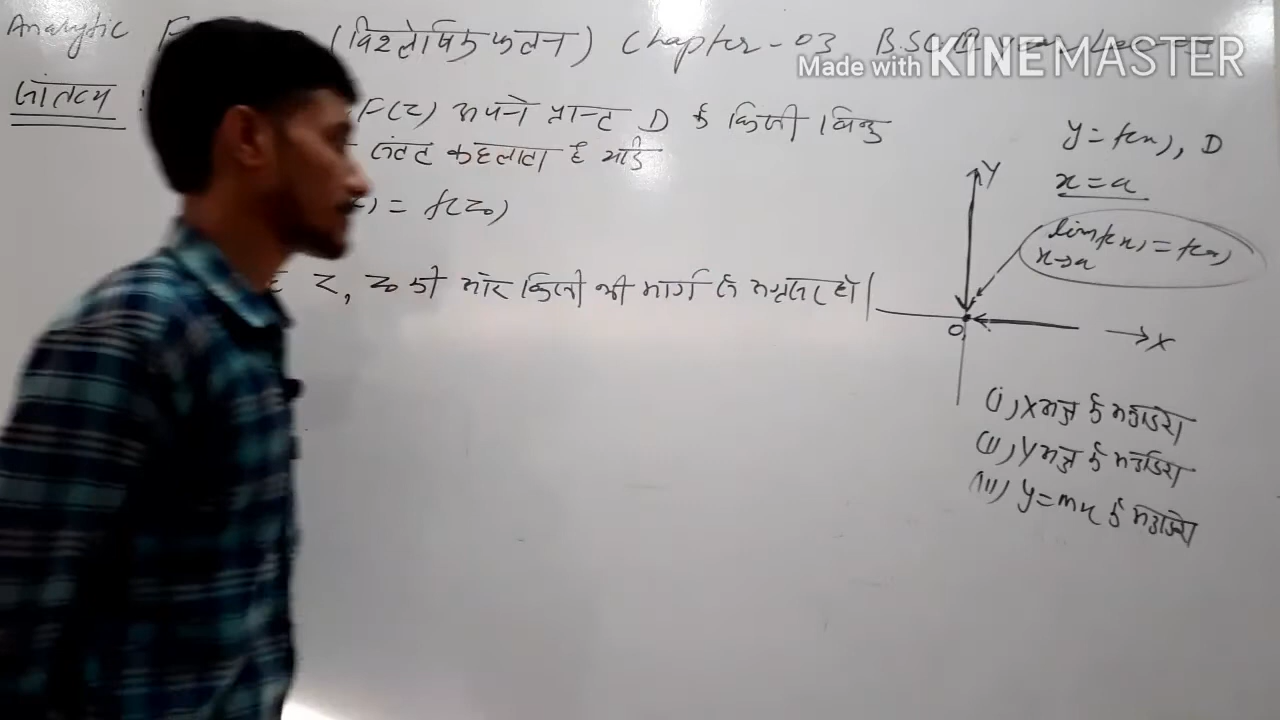 Analytic F (विश्लेषिक फलन) Chapter-03 B.SC
Made with KINEMASTER
सांतत्य :
F(z) अपने प्रान्त D के किसी बिन्दु
संतत कहलाता है यदि
) = f(z₀)
z, z₀ की ओर किसी भी मार्ग से अग्रसर हो|
y = f(x), D
x = a
lim f(x) = f(a)
x→a
Y
O
→X
(i) X अक्ष के अनुदिश
(ii) Y अक्ष के अनुदिश
(iii) y=mx के अनुदिश